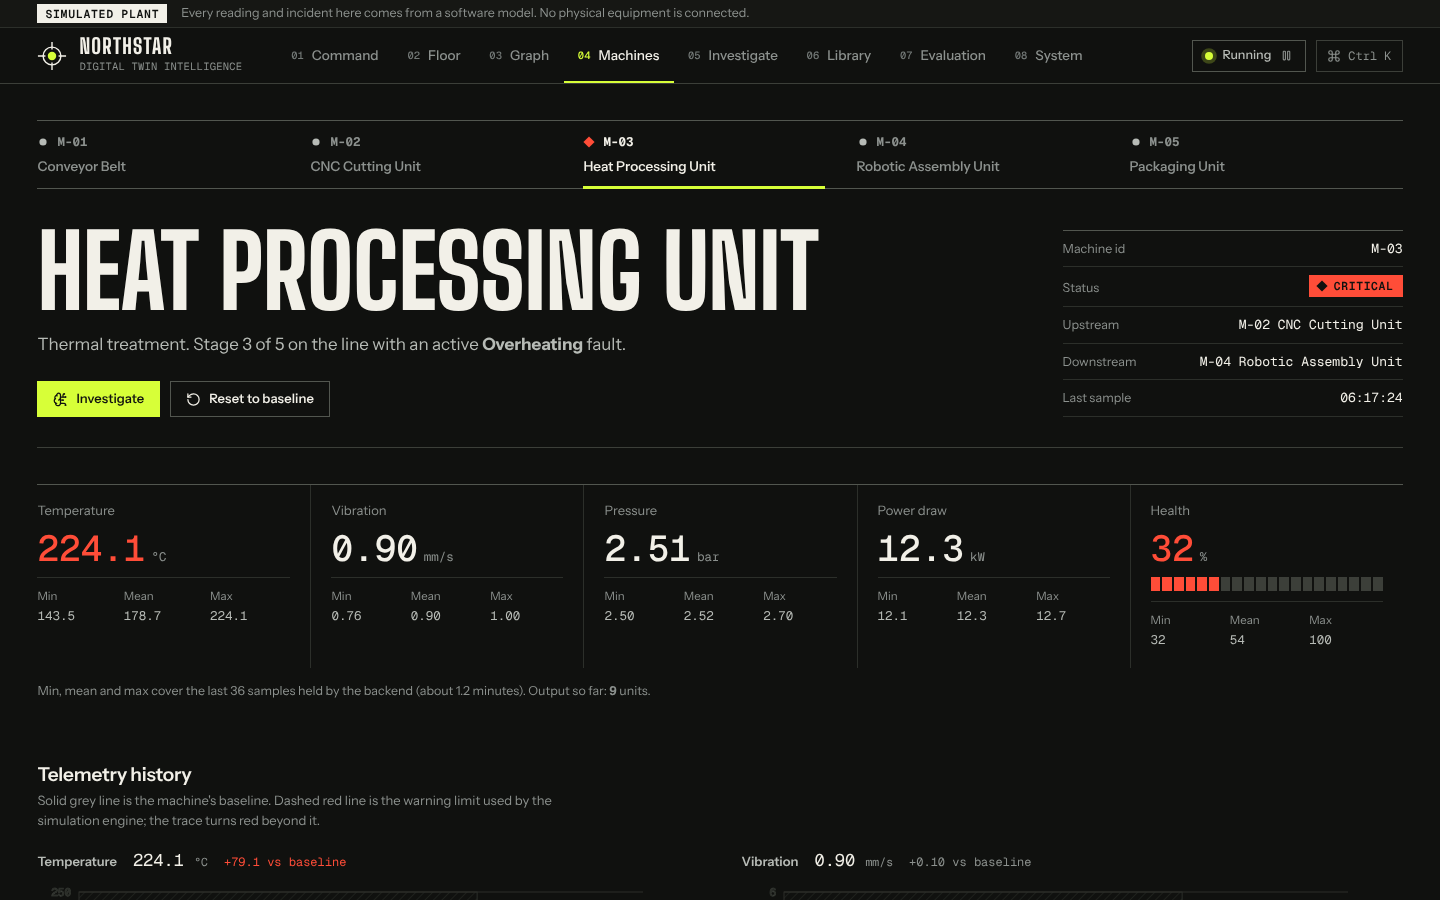 SIMULATED PLANT Every reading and incident here comes from a software model. No physical equipment is connected.
NORTHSTAR
DIGITAL TWIN INTELLIGENCE
01 Command 02 Floor 03 Graph 04 Machines 05 Investigate 06 Library 07 Evaluation 08 System
Running
⌘ Ctrl K
M-01 M-02 M-03 M-04 M-05
Conveyor Belt CNC Cutting Unit Heat Processing Unit Robotic Assembly Unit Packaging Unit
HEAT PROCESSING UNIT
Thermal treatment. Stage 3 of 5 on the line with an active Overheating fault.
Investigate Reset to baseline
Machine id M-03
Status CRITICAL
Upstream M-02 CNC Cutting Unit
Downstream M-04 Robotic Assembly Unit
Last sample 06:17:24
Temperature
224.1 °C
Min Mean Max
143.5 178.7 224.1
Vibration
0.90 mm/s
Min Mean Max
0.76 0.90 1.00
Pressure
2.51 bar
Min Mean Max
2.50 2.52 2.70
Power draw
12.3 kW
Min Mean Max
12.1 12.3 12.7
Health
32 %
Min Mean Max
32 54 100
Min, mean and max cover the last 36 samples held by the backend (about 1.2 minutes). Output so far: 9 units.
Telemetry history
Solid grey line is the machine's baseline. Dashed red line is the warning limit used by the
simulation engine; the trace turns red beyond it.
Temperature 224.1 °C +79.1 vs baseline
250
Vibration 0.90 mm/s +0.10 vs baseline
6